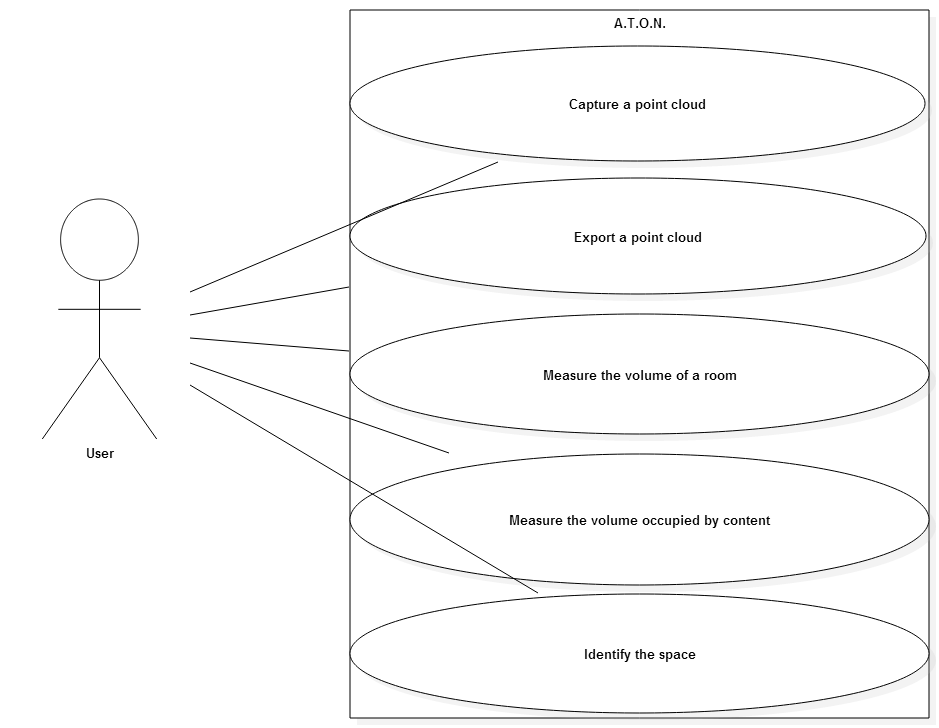 A.T.O.N.
Capture a point cloud
Export a point cloud
Measure the volume of a room
User
Measure the volume occupied by content
Identify the space